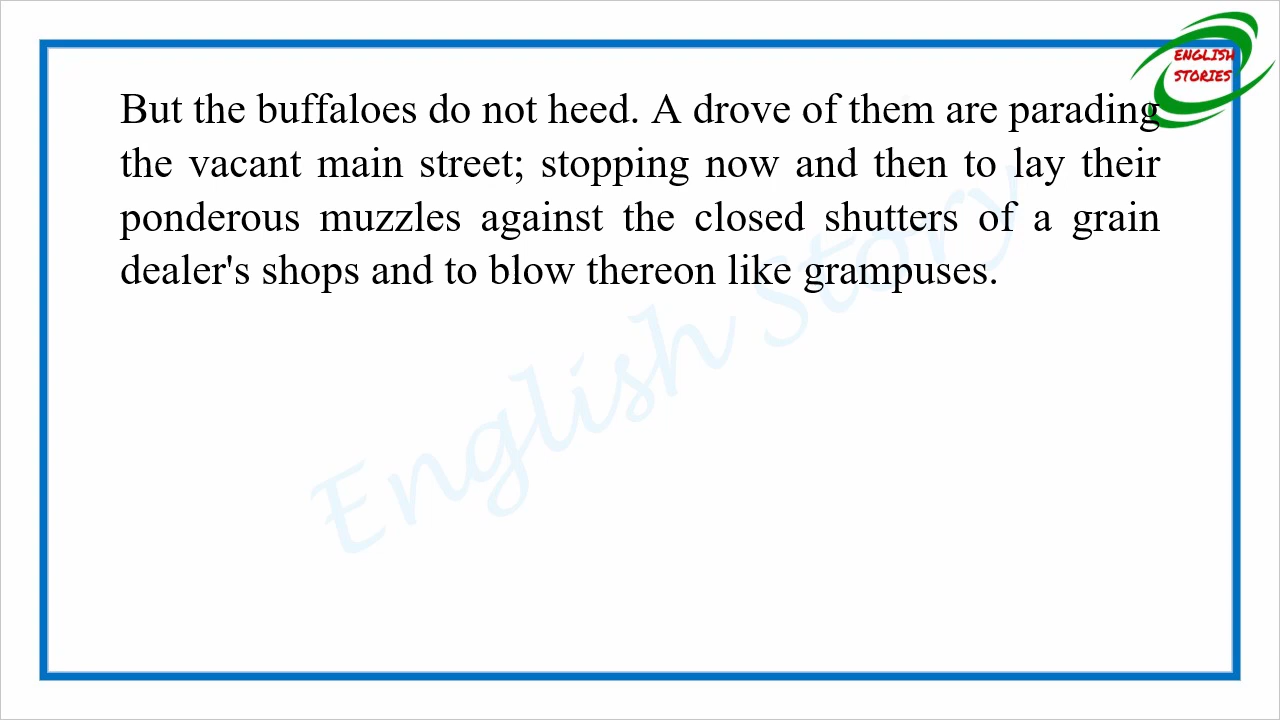 ENGLISH
STORIES
But the buffaloes do not heed. A drove of them are parading
the vacant main street; stopping now and then to lay their
ponderous muzzles against the closed shutters of a grain
dealer's shops and to blow thereon like grampuses.
English Story